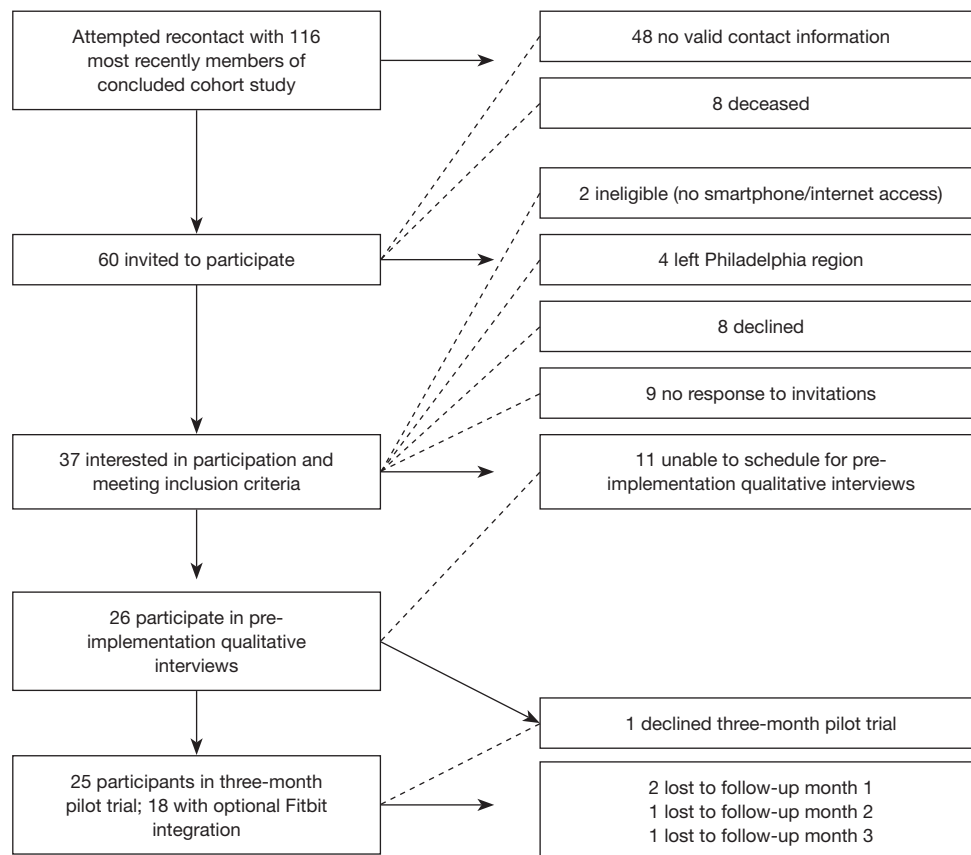 Attempted recontact with 116
most recently members of
concluded cohort study
48 no valid contact information
8 deceased
2 ineligible (no smartphone/internet access)
60 invited to participate
4 left Philadelphia region
8 declined
9 no response to invitations
37 interested in participation and
meeting inclusion criteria
11 unable to schedule for pre-
implementation qualitative interviews
26 participate in pre-
implementation qualitative
interviews
1 declined three-month pilot trial
25 participants in three-month
pilot trial; 18 with optional Fitbit
integration
2 lost to follow-up month 1
1 lost to follow-up month 2
1 lost to follow-up month 3